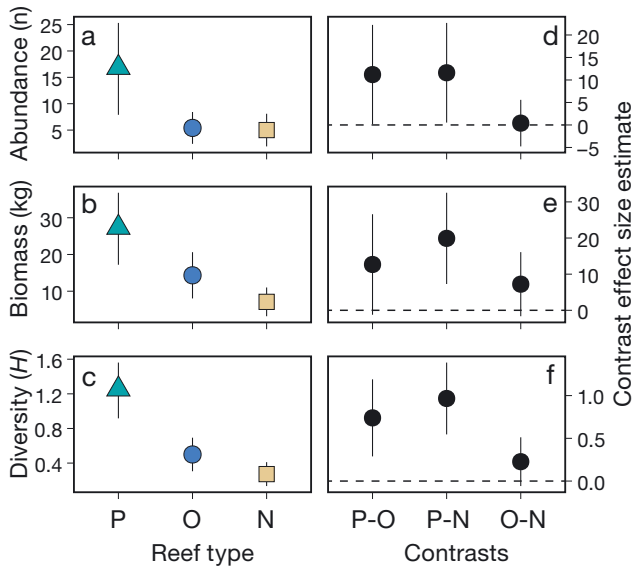 a
Abundance (n)
25
20
15
10
5
d
20
15
10
5
0
−5
b
Biomass (kg)
30
20
10
e
30
20
10
0
c
Diversity (H)
1.6
1.2
0.8
0.4
f
1.0
0.5
0.0
Contrast effect size estimate
P O N
Reef type
P-O P-N O-N
Contrasts